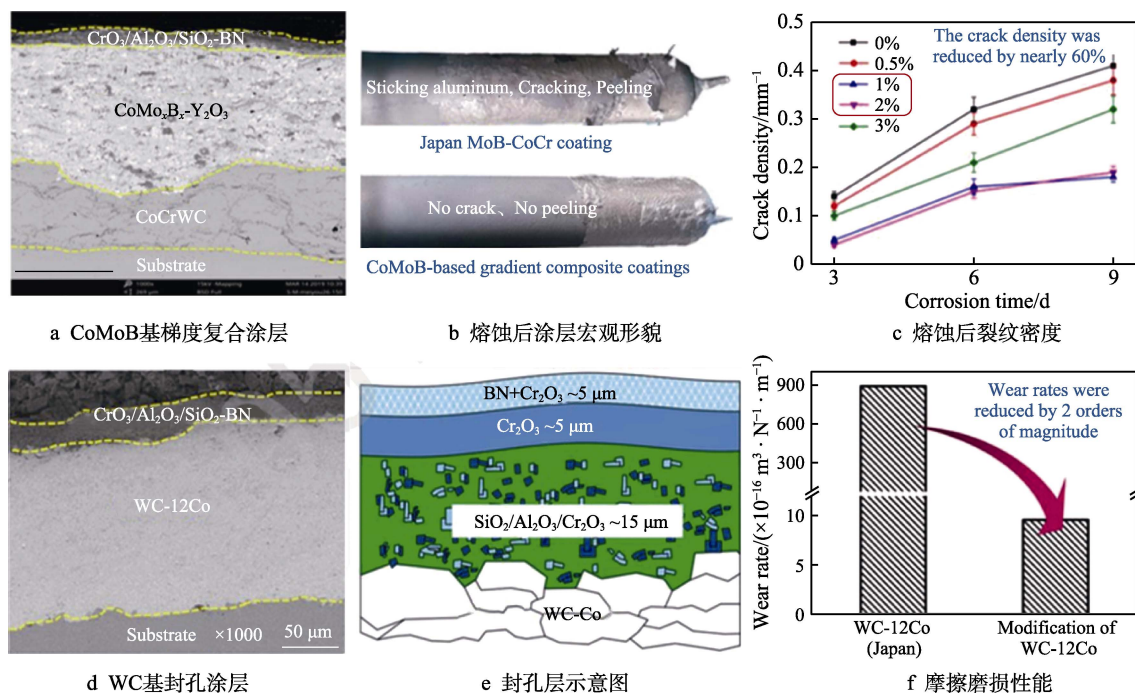 CrO₃/Al₂O₃/SiO₂-BN
CoMoₓBₓ-Y₂O₃
CoCrWC
Substrate
a CoMoB基梯度复合涂层
Sticking aluminum, Cracking, Peeling
Japan MoB-CoCr coating
No crack、No peeling
CoMoB-based gradient composite coatings
b 熔蚀后涂层宏观形貌
0.5
0.4
0.3
0.2
0.1
0
Crack density/mm⁻¹
0%
0.5%
1%
2%
3%
The crack density was
reduced by nearly 60%
3
6
9
Corrosion time/d
c 熔蚀后裂纹密度
CrO₃/Al₂O₃/SiO₂-BN
WC-12Co
Substrate ×1000
50 μm
d WC基封孔涂层
BN+Cr₂O₃ ~5 μm
Cr₂O₃ ~5 μm
SiO₂/Al₂O₃/Cr₂O₃ ~15 μm
WC-Co
e 封孔层示意图
Wear rate/(×10⁻¹⁶ m³·N⁻¹·m⁻¹)
900
600
300
10
5
0
Wear rates were
reduced by 2 orders
of magnitude
WC-12Co
(Japan)
Modification of
WC-12Co
f 摩擦磨损性能